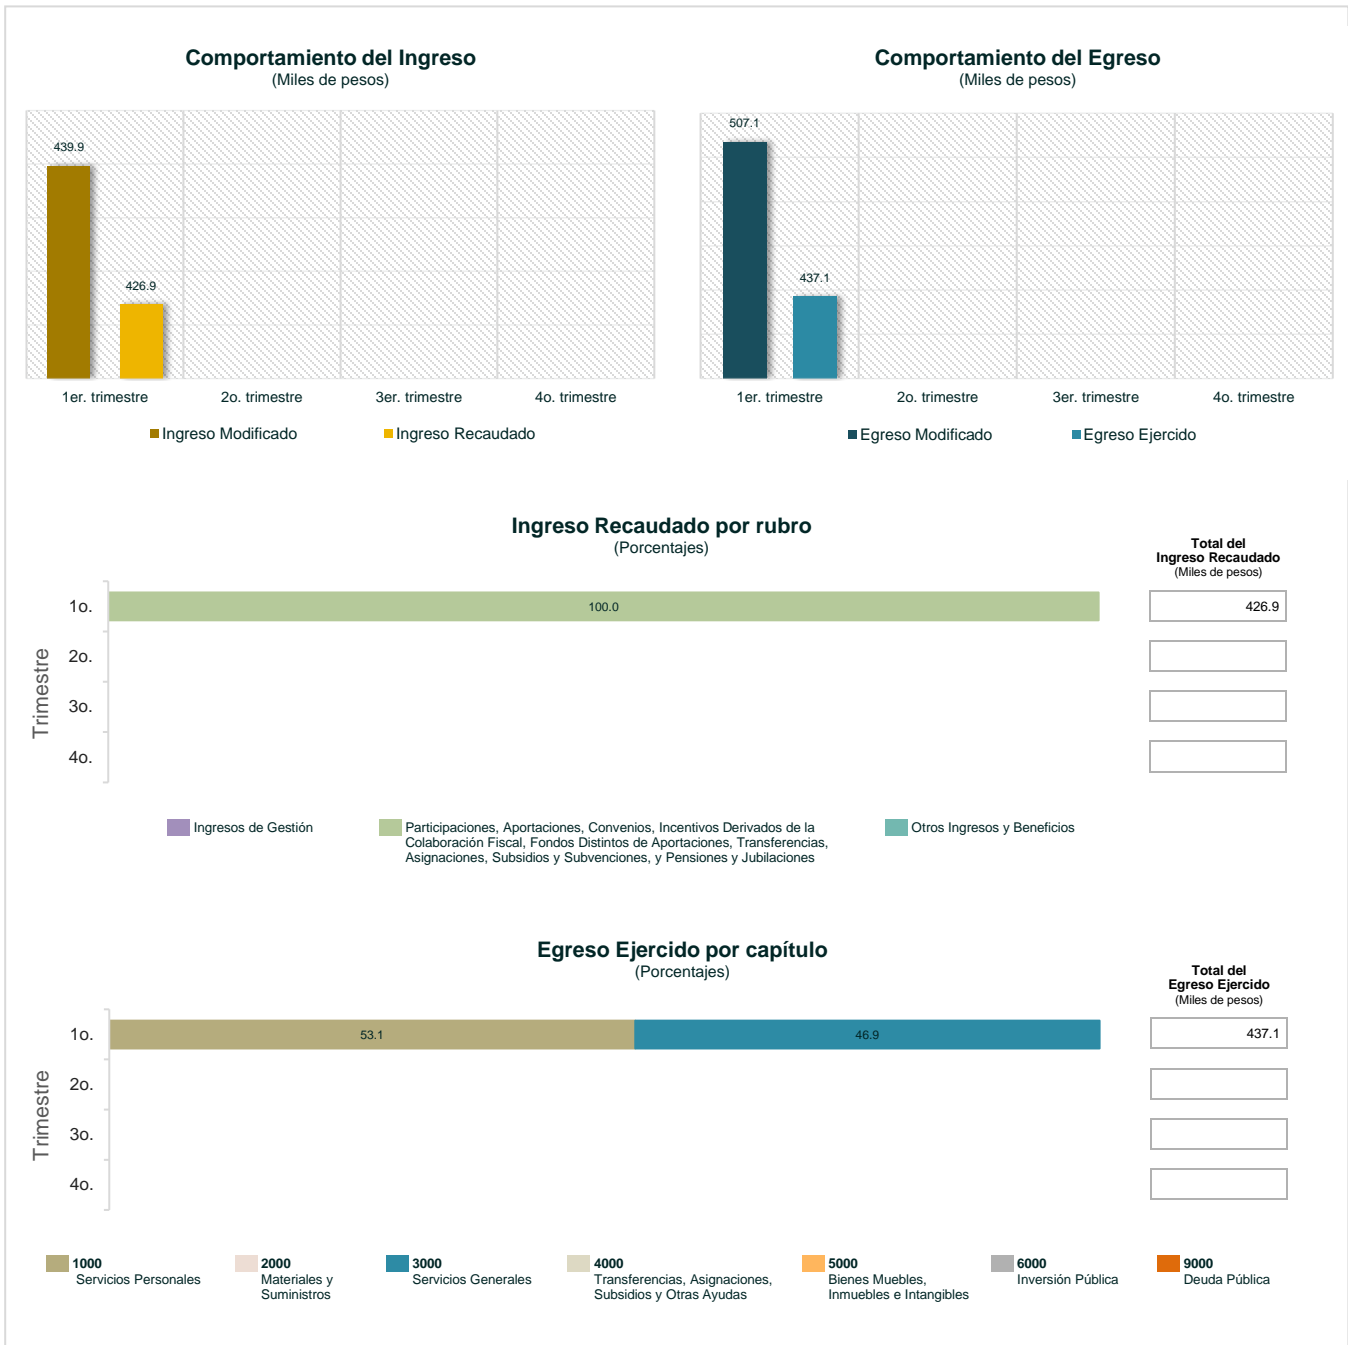 Comportamiento del Ingreso
(Miles de pesos)
439.9
426.9
1er. trimestre
2o. trimestre
3er. trimestre
4o. trimestre
Ingreso Modificado
Ingreso Recaudado
Comportamiento del Egreso
(Miles de pesos)
507.1
437.1
1er. trimestre
2o. trimestre
3er. trimestre
4o. trimestre
Egreso Modificado
Egreso Ejercido
Ingreso Recaudado por rubro
(Porcentajes)
Total del
Ingreso Recaudado
(Miles de pesos)
Trimestre
1o.
100.0
426.9
2o.
3o.
4o.
Ingresos de Gestión
Participaciones, Aportaciones, Convenios, Incentivos Derivados de la
Colaboración Fiscal, Fondos Distintos de Aportaciones, Transferencias,
Asignaciones, Subsidios y Subvenciones, y Pensiones y Jubilaciones
Otros Ingresos y Beneficios
Egreso Ejercido por capítulo
(Porcentajes)
Total del
Egreso Ejercido
(Miles de pesos)
Trimestre
1o.
53.1
46.9
437.1
2o.
3o.
4o.
1000
Servicios Personales
2000
Materiales y
Suministros
3000
Servicios Generales
4000
Transferencias, Asignaciones,
Subsidios y Otras Ayudas
5000
Bienes Muebles,
Inmuebles e Intangibles
6000
Inversión Pública
9000
Deuda Pública